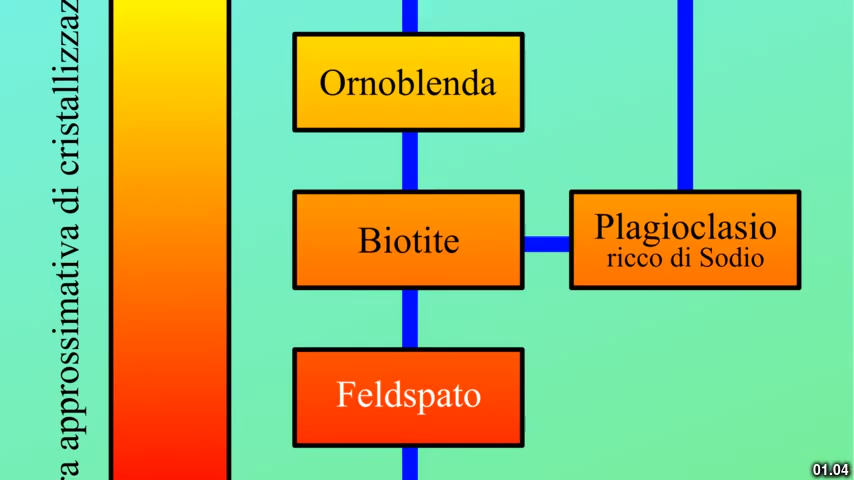 ra approssimativa di cristallizzaz
Ornoblenda
Biotite
Plagioclasio
ricco di Sodio
Feldspato
01.04